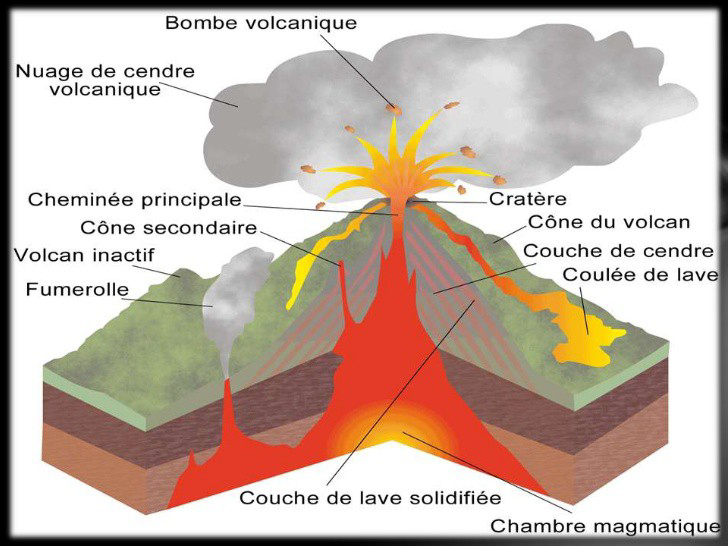 Bombe volcanique
Nuage de cendre
volcanique
Cheminée principale
Cratère
Cône secondaire
Cône du volcan
Volcan inactif
Couche de cendre
Fumerolle
Coulée de lave
Couche de lave solidifiée
Chambre magmatique